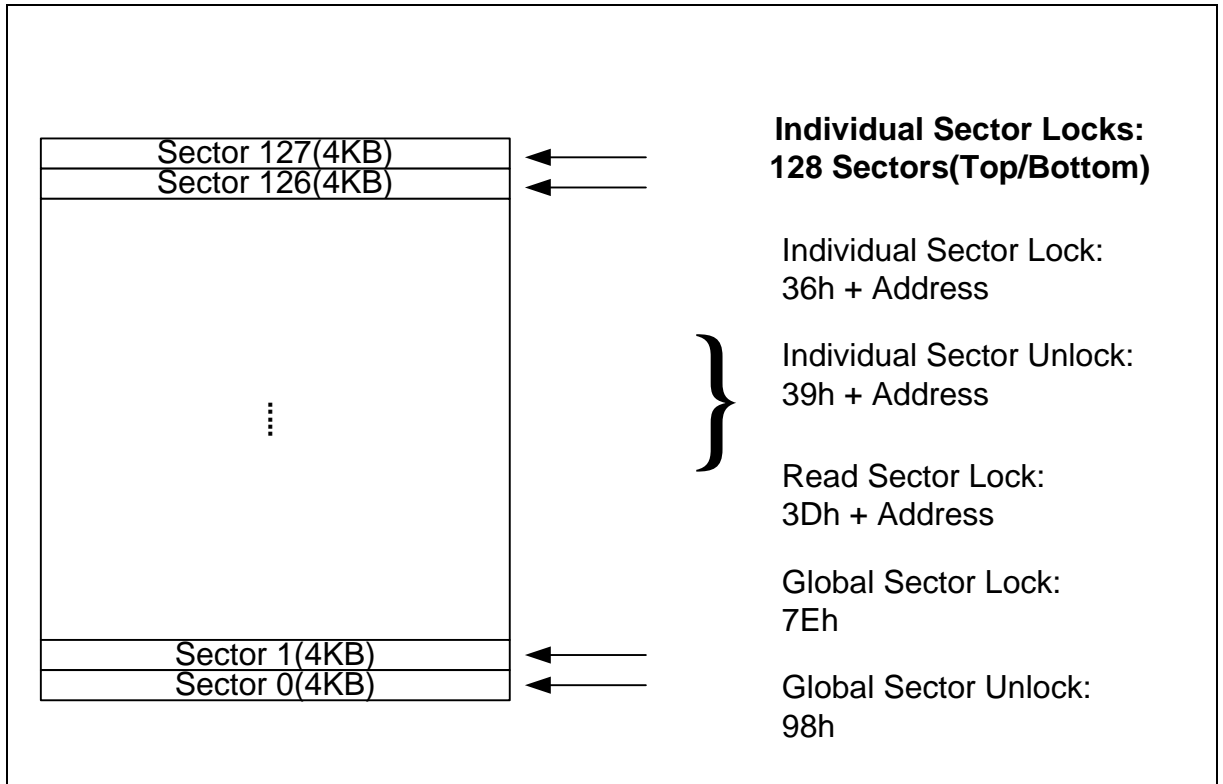 Sector 127(4KB)
Sector 126(4KB)
Sector 1(4KB)
Sector 0(4KB)
Individual Sector Locks:
128 Sectors(Top/Bottom)
Individual Sector Lock:
36h + Address
Individual Sector Unlock:
39h + Address
Read Sector Lock:
3Dh + Address
Global Sector Lock:
7Eh
Global Sector Unlock:
98h